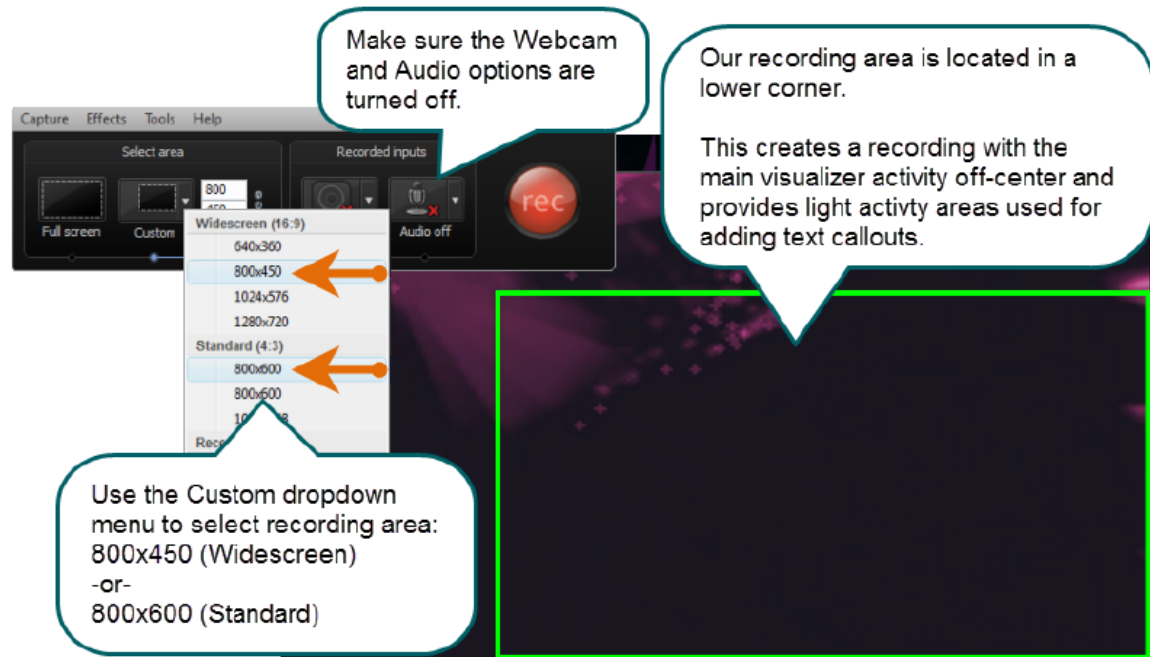 Make sure the Webcam
and Audio options are
turned off.
Our recording area is located in a
lower corner.
This creates a recording with the
main visualizer activity off-center and
provides light activty areas used for
adding text callouts.
Capture Effects Tools Help
Select area
Recorded inputs
800
450
Full screen
Custom
Audio off
rec
Widescreen (16:9)
640x360
800x450
1024x576
1280x720
Standard (4:3)
800x600
800x600
Use the Custom dropdown
menu to select recording area:
800x450 (Widescreen)
-or-
800x600 (Standard)